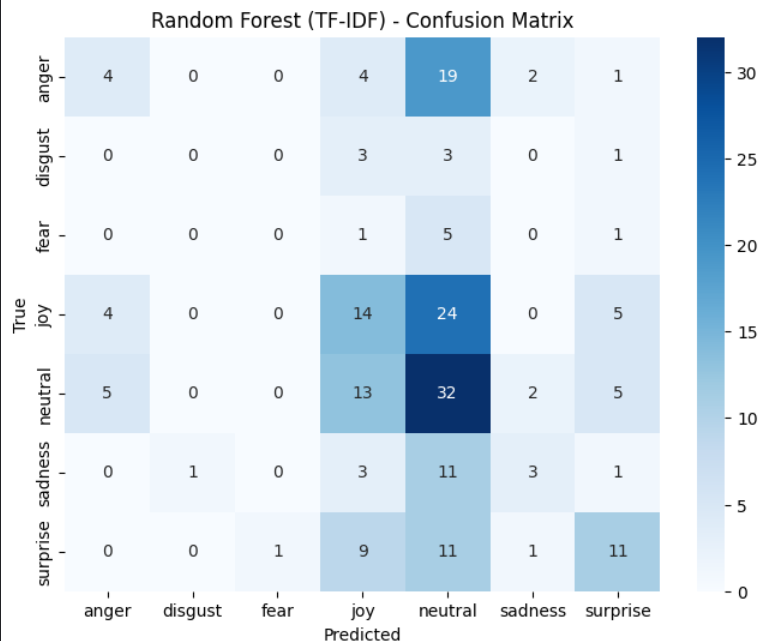 Random Forest (TF-IDF) - Confusion Matrix
anger 4 0 0 4 19 2 1
disgust 0 0 0 3 3 0 1
fear 0 0 0 1 5 0 1
joy 4 0 0 14 24 0 5
neutral 5 0 0 13 32 2 5
sadness 0 1 0 3 11 3 1
surprise 0 0 1 9 11 1 11
anger disgust fear joy neutral sadness surprise
True
Predicted
30
25
20
15
10
5
0